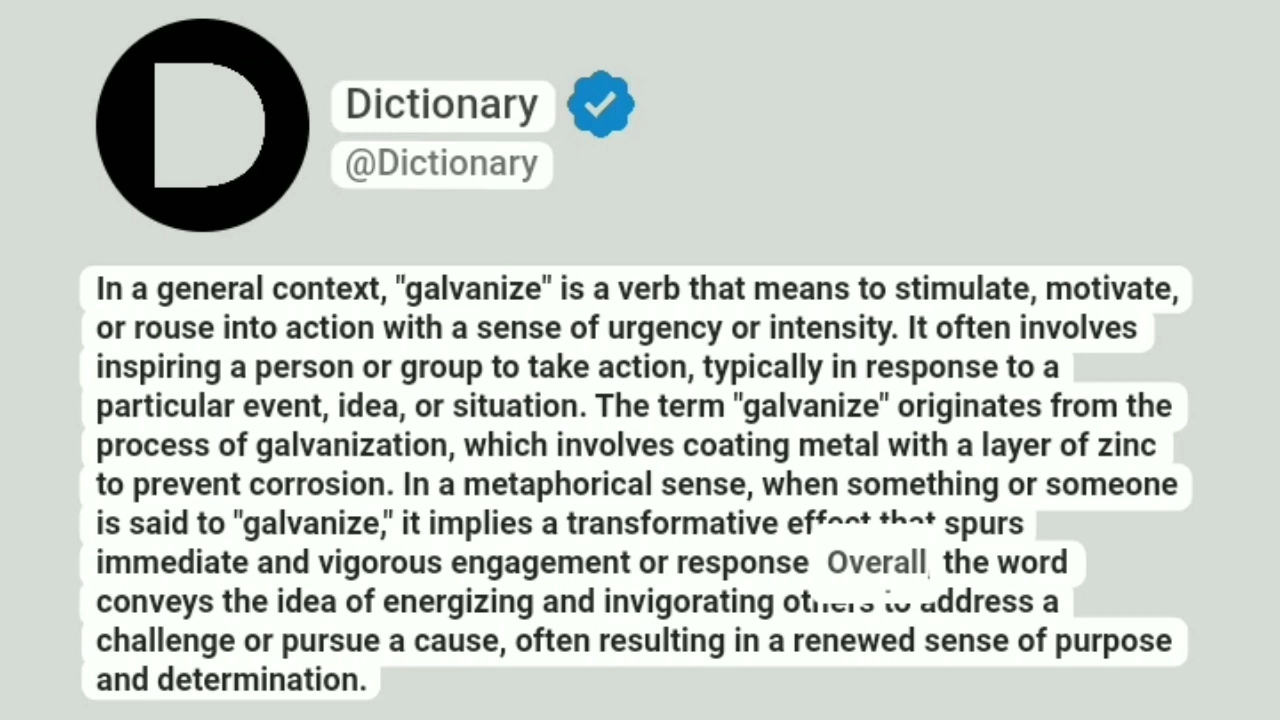 D
Dictionary
@Dictionary
In a general context, "galvanize" is a verb that means to stimulate, motivate,
or rouse into action with a sense of urgency or intensity. It often involves
inspiring a person or group to take action, typically in response to a
particular event, idea, or situation. The term "galvanize" originates from the
process of galvanization, which involves coating metal with a layer of zinc
to prevent corrosion. In a metaphorical sense, when something or someone
is said to "galvanize," it implies a transformative effect that spurs
immediate and vigorous engagement or response Overall, the word
conveys the idea of energizing and invigorating others to address a
challenge or pursue a cause, often resulting in a renewed sense of purpose
and determination.